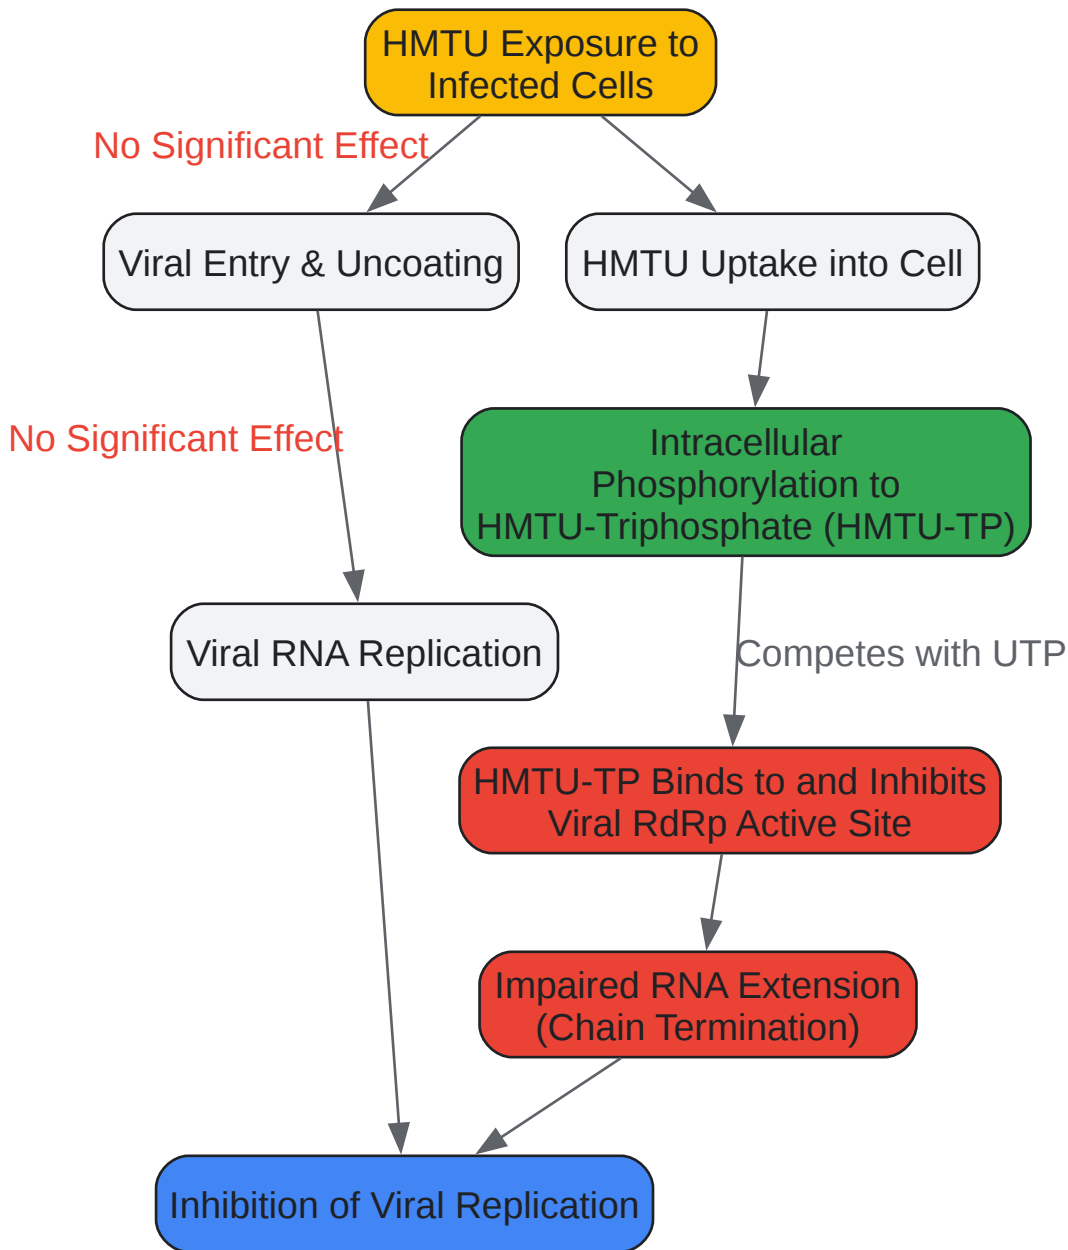 HMTU Exposure to
Infected Cells
No Significant Effect
Viral Entry & Uncoating
HMTU Uptake into Cell
No Significant Effect
Intracellular
Phosphorylation to
HMTU-Triphosphate (HMTU-TP)
Viral RNA Replication
Competes with UTP
HMTU-TP Binds to and Inhibits
Viral RdRp Active Site
Impaired RNA Extension
(Chain Termination)
Inhibition of Viral Replication